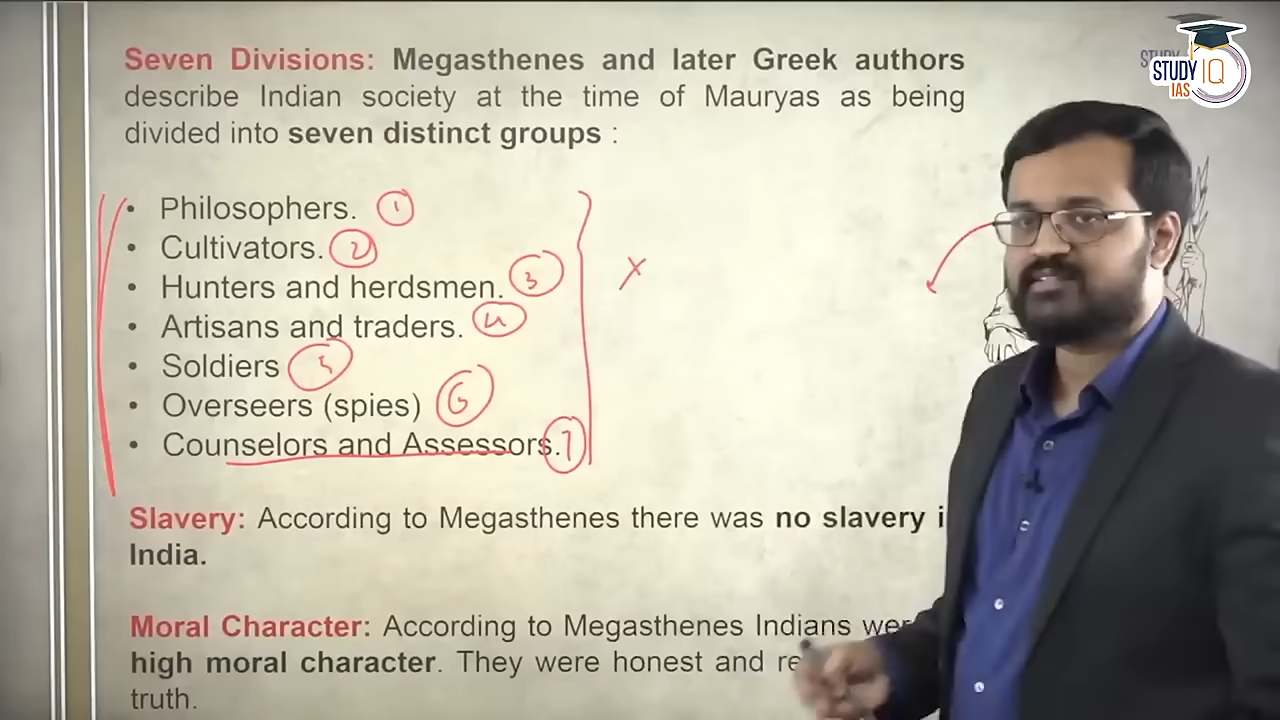 Seven Divisions: Megasthenes and later Greek authors
describe Indian society at the time of Mauryas as being
divided into seven distinct groups :
• Philosophers. 1
• Cultivators. 2
• Hunters and herdsmen. 3
• Artisans and traders. 4
• Soldiers 5
• Overseers (spies) 6
• Counselors and Assessors. 7
Slavery: According to Megasthenes there was no slavery
India.
Moral Character: According to Megasthenes Indians
high moral character. They were honest and
truth.
STUDY IQ
IAS